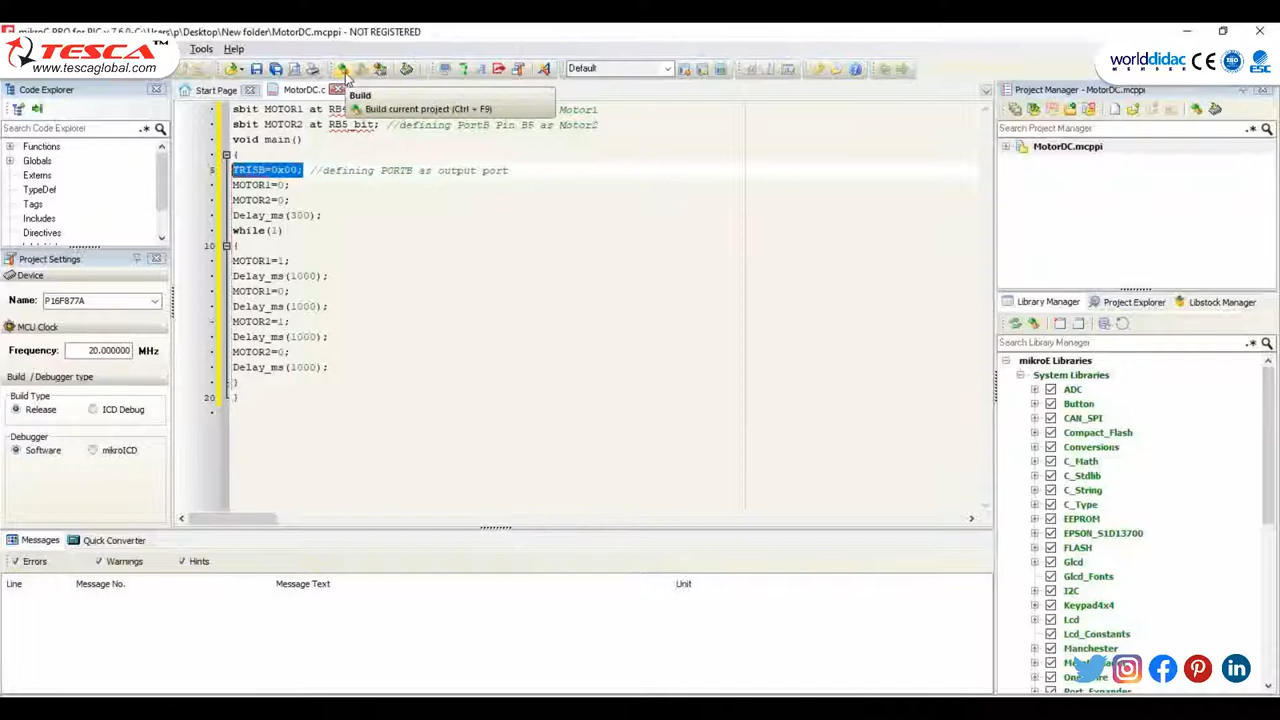 mikroC PRO for PIC v.7.6.0-C:\Users\p\Desktop\New folder\MotorDC.mcppi - NOT REGISTERED
TESCA™
www.tescaglobal.com
Tools Help
Default
worlddidac
MEMBER
ESC
CE
Code Explorer
Start Page
MotorDC.c
Project Manager - MotorDC.mcppi
Build
Build current project (Ctrl + F9)
Search Code Explorer
Functions
Globals
Externs
TypeDef
Tags
Includes
Directives
sbit MOTOR1 at Motor1
sbit MOTOR2 at RB5_bit; //defining PortB Pin B5 as Motor2
void main()
{
5 TRISB=0x00; //defining PORTB as output port
MOTOR1=0;
MOTOR2=0;
Delay_ms(300);
while(1)
10 {
MOTOR1=1;
Delay_ms(1000);
MOTOR1=0;
Delay_ms(1000);
MOTOR2=1;
Delay_ms(1000);
MOTOR2=0;
Delay_ms(1000);
}
20 }
Project Settings
Device
Name: P16F877A
MCU Clock
Frequency: 20.000000 MHz
Build / Debugger type
Build Type
Release ICD Debug
Debugger
Software mikroICD
Search Project Manager
MotorDC.mcppi
Library Manager Project Explorer Libstock Manager
Search Library Manager
mikroE Libraries
System Libraries
ADC
Button
CAN_SPI
Compact_Flash
Conversions
C_Math
C_Stdlib
C_String
C_Type
EEPROM
EPSON_S1D13700
FLASH
Glcd
Glcd_Fonts
I2C
Keypad4x4
Lcd
Lcd_Constants
Manchester
Port_Expander
Messages Quick Converter
Errors Warnings Hints
Line Message No. Message Text Unit